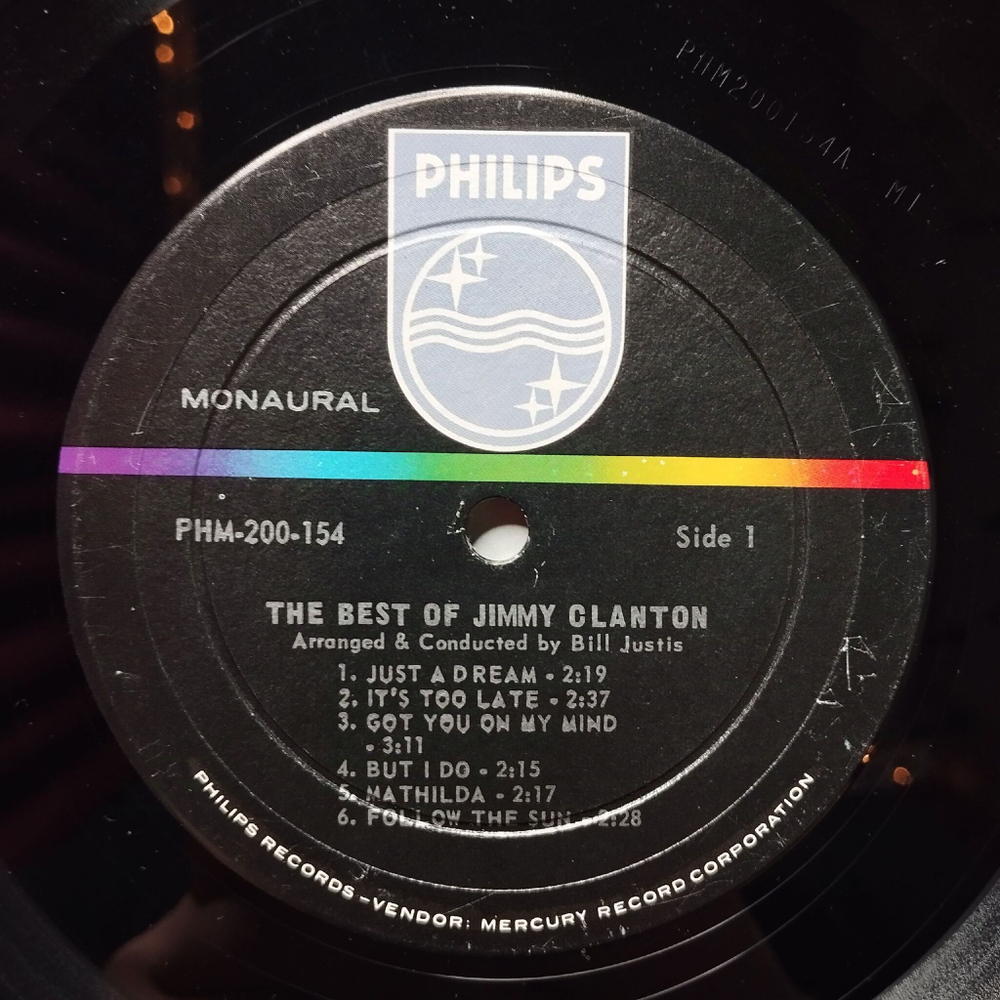 PHM200154A M1
PHILIPS
MONAURAL
PHM-200-154
Side 1
THE BEST OF JIMMY CLANTON
Arranged & Conducted by Bill Justis
1. JUST A DREAM - 2:19
2. IT'S TOO LATE - 2:37
3. GOT YOU ON MY MIND
- 3:11
4. BUT I DO - 2:15
5. MATHILDA - 2:17
6. FOLLOW THE SUN - 2:28
PHILIPS RECORDS - VENDOR: MERCURY RECORD CORPORATION